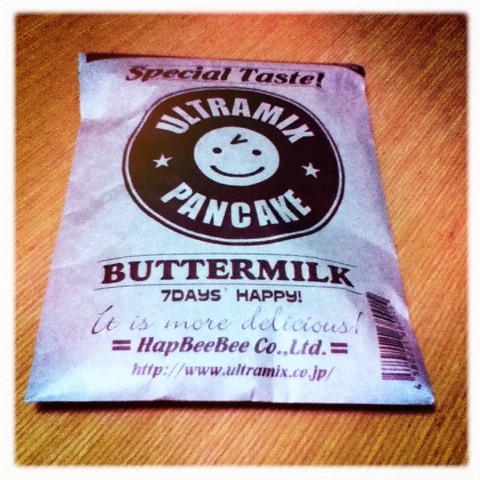 Special Taste!
ULTRAMIX
PANCAKE
BUTTERMILK
7DAYS' HAPPY!
It is more delicious!
= HapBeeBee Co.,Ltd. =
http://www.ultramix.co.jp/